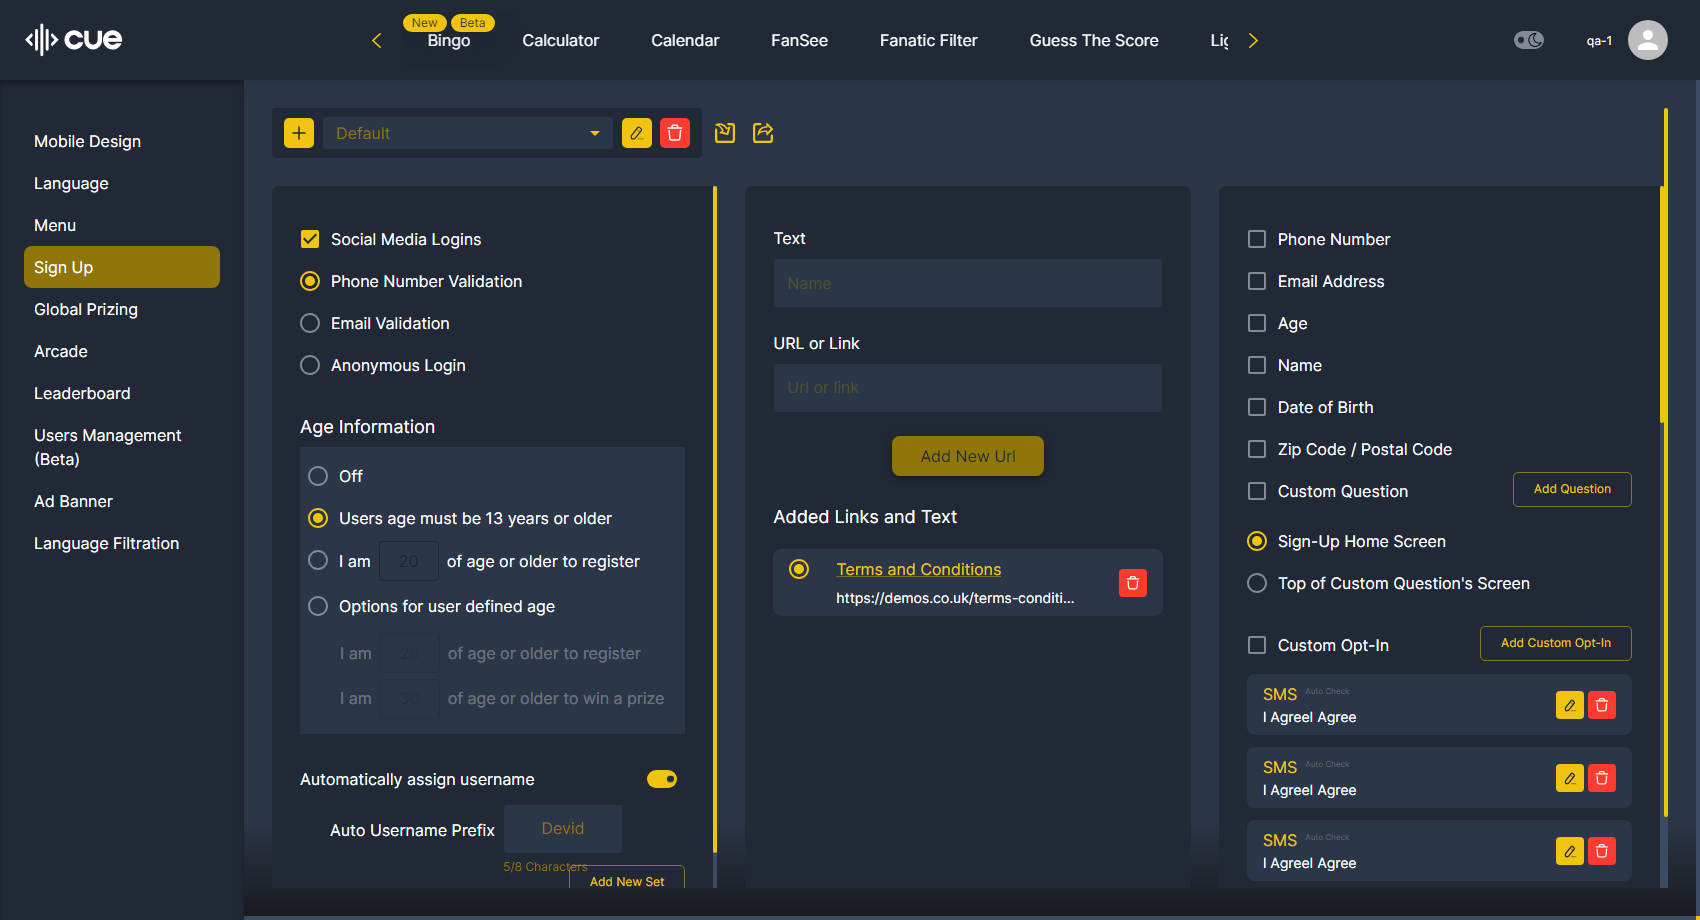 cue
New
Beta
Bingo
Calculator
Calendar
FanSee
Fanatic Filter
Guess The Score
Lig
qa-1
Mobile Design
Language
Menu
Sign Up
Global Prizing
Arcade
Leaderboard
Users Management
(Beta)
Ad Banner
Language Filtration
Default
Social Media Logins
Phone Number Validation
Email Validation
Anonymous Login
Age Information
Off
Users age must be 13 years or older
I am 20 of age or older to register
Options for user defined age
I am 20 of age or older to register
I am 30 of age or older to win a prize
Automatically assign username
Auto Username Prefix Devid
5/8 Characters
Add New Set
Text
Name
URL or Link
Url or link
Add New Url
Added Links and Text
Terms and Conditions
https://demos.co.uk/terms-conditi...
Phone Number
Email Address
Age
Name
Date of Birth
Zip Code / Postal Code
Custom Question
Add Question
Sign-Up Home Screen
Top of Custom Question's Screen
Custom Opt-In
Add Custom Opt-In
SMS Auto Check
I AgreeI Agree
SMS Auto Check
I AgreeI Agree
SMS Auto Check
I AgreeI Agree